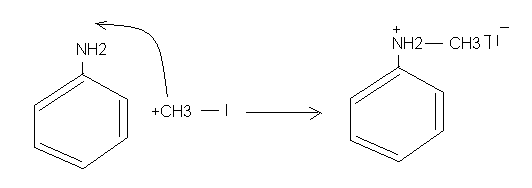 NH2
+CH3 — I
+
NH2 — CH3 I
−